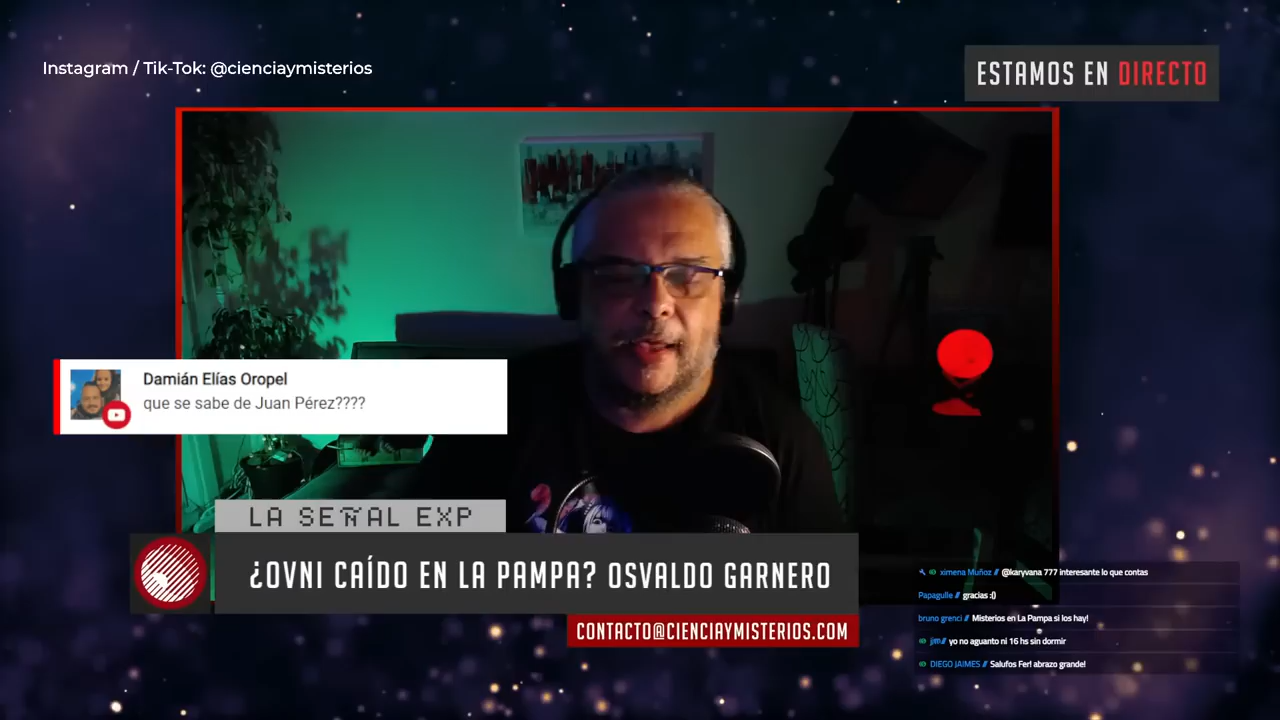 Instagram / Tik-Tok: @cienciaymisterios
ESTAMOS EN DIRECTO
Damián Elías Oropel
que se sabe de Juan Pérez????
LA SEÑAL EXP
¿OVNI CAÍDO EN LA PAMPA? OSVALDO GARNERO
CONTACTO@CIENCIAYMISTERIOS.COM
ximena Muñoz // @karyvana 777 interesante lo que contas
Papagulle // gracias :()
bruno grenci // Misterios en La Pampa si los hay!
jjm // yo no aguanto ni 16 hs sin dormir
DIEGO JAIMES // Salufos Fer! abrazo grande!